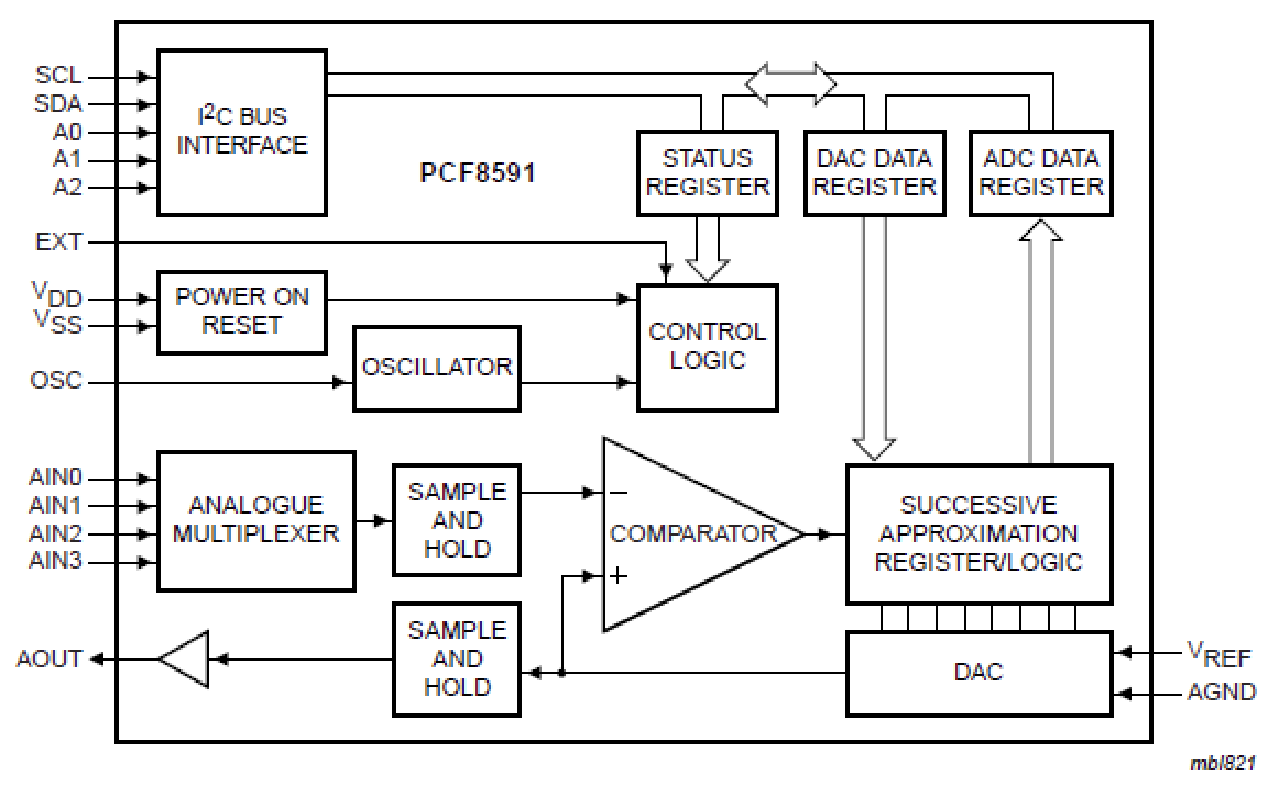 SCL
SDA
A0
A1
A2
I²C BUS
INTERFACE
PCF8591
STATUS
REGISTER
DAC DATA
REGISTER
ADC DATA
REGISTER
EXT
VDD
VSS
POWER ON
RESET
CONTROL
LOGIC
OSC
OSCILLATOR
AIN0
AIN1
AIN2
AIN3
ANALOGUE
MULTIPLEXER
SAMPLE
AND
HOLD
−
COMPARATOR
+
SUCCESSIVE
APPROXIMATION
REGISTER/LOGIC
AOUT
SAMPLE
AND
HOLD
DAC
VREF
AGND
mbl821